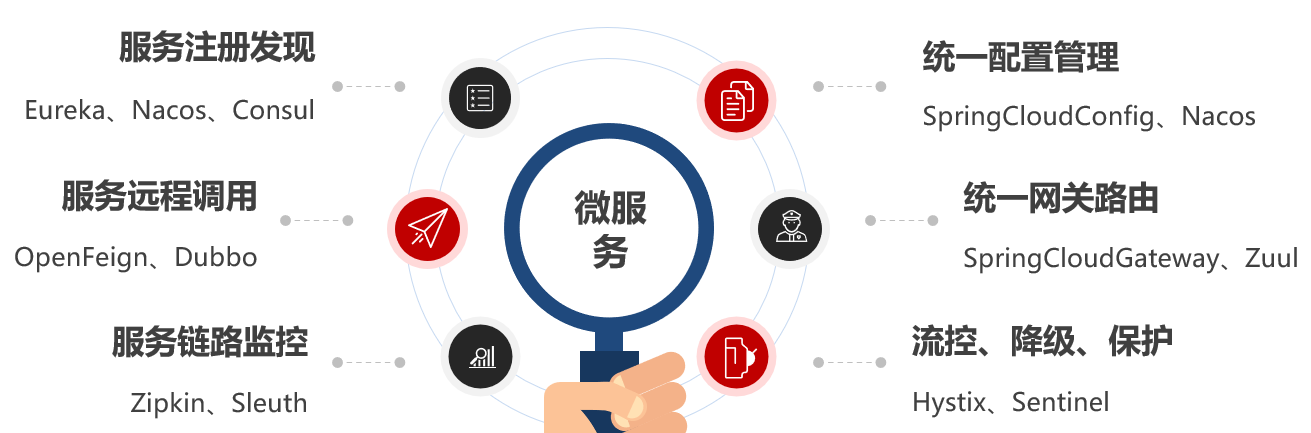 服务注册发现
Eureka、Nacos、Consul
服务远程调用
OpenFeign、Dubbo
服务链路监控
Zipkin、Sleuth
微服
务
统一配置管理
SpringCloudConfig、Nacos
统一网关路由
SpringCloudGateway、Zuul
流控、降级、保护
Hystix、Sentinel